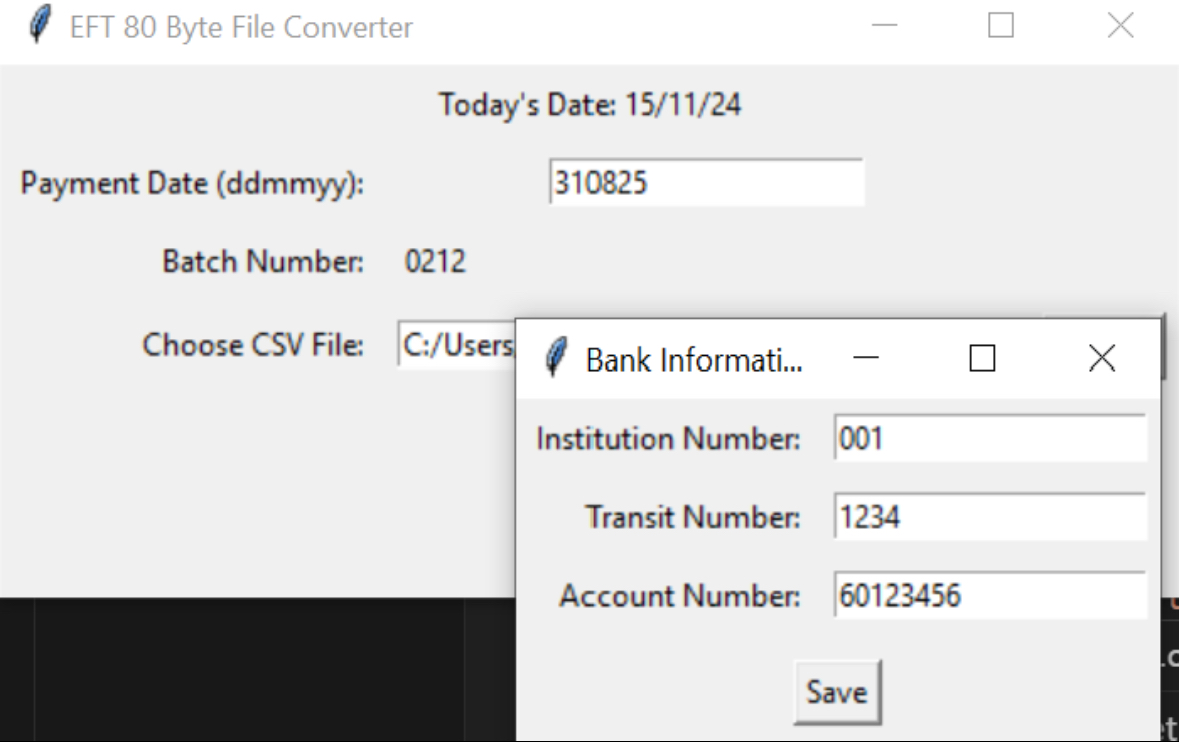 EFT 80 Byte File Converter
Today's Date: 15/11/24
Payment Date (ddmmyy): 310825
Batch Number: 0212
Choose CSV File: C:/Users
Bank Informati...
Institution Number: 001
Transit Number: 1234
Account Number: 60123456
Save